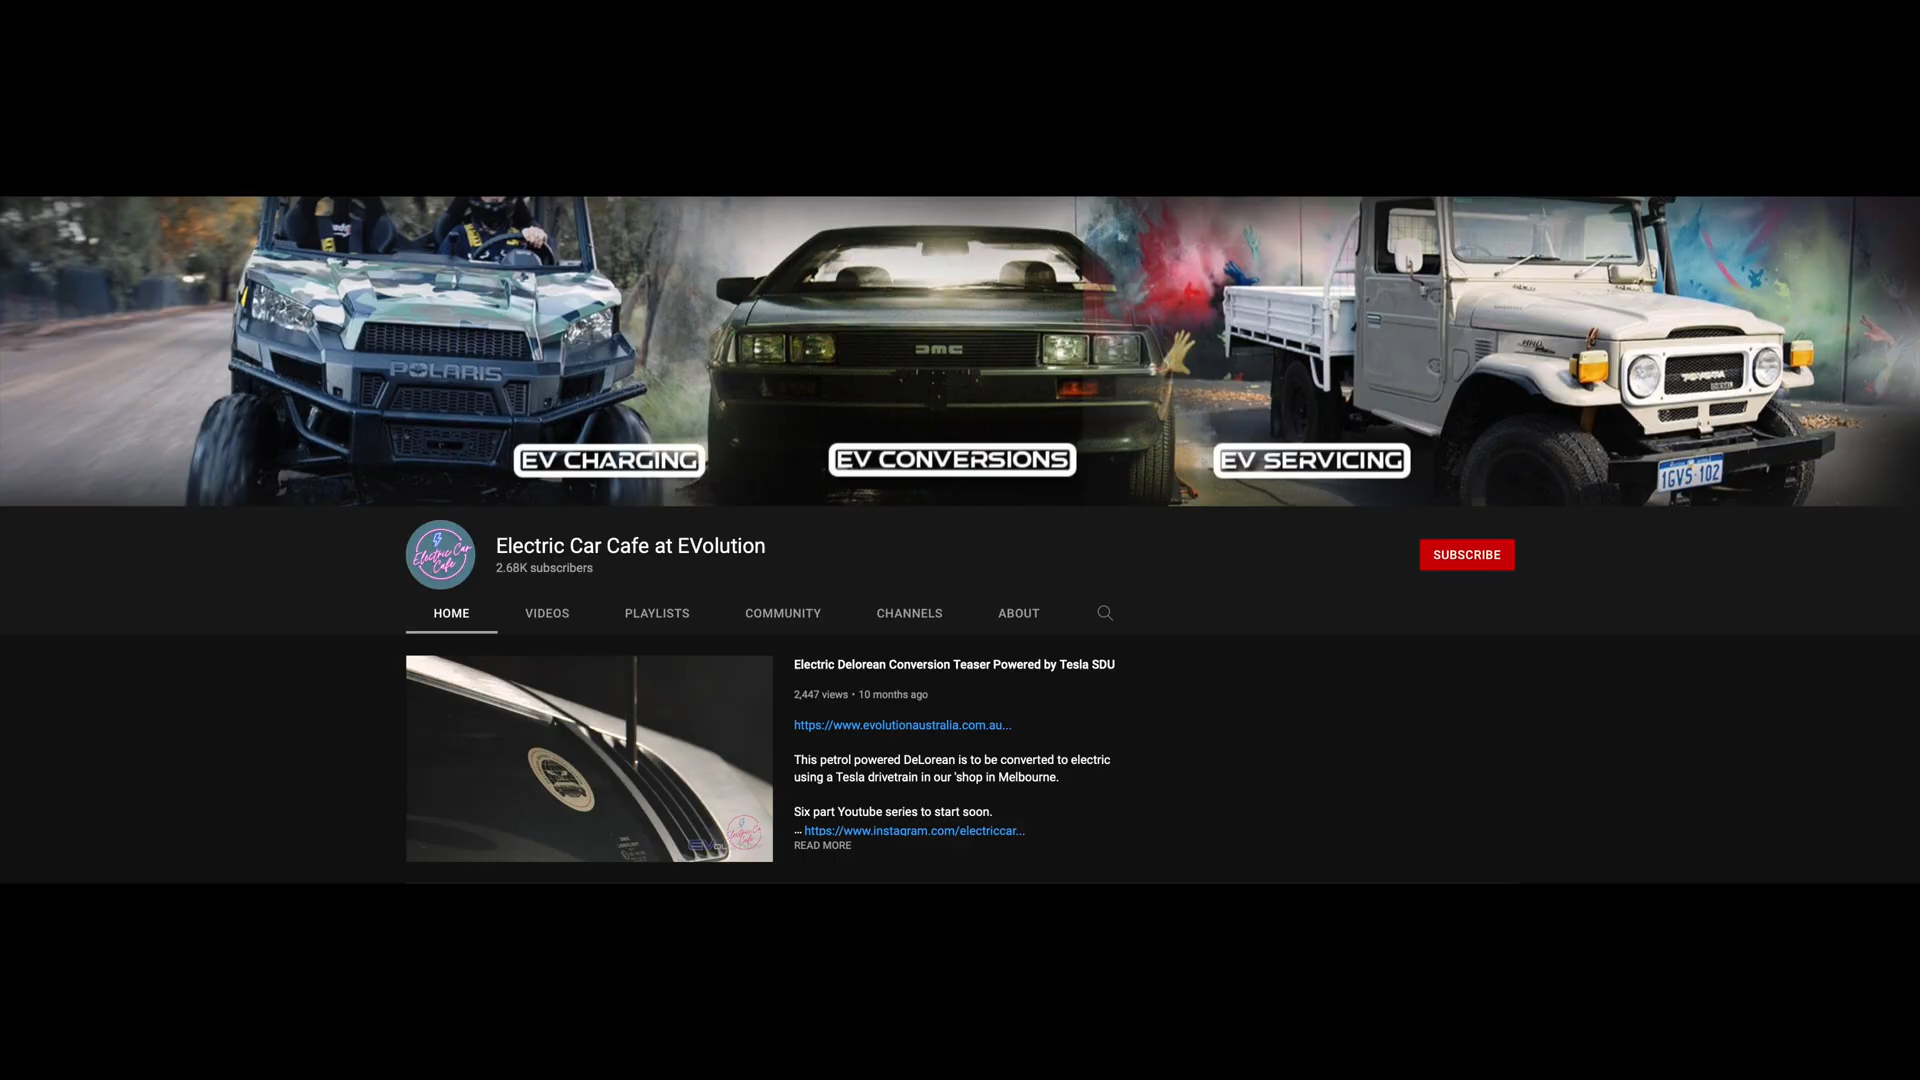 POLARIS
DMC
TOYOTA
1GVS·102
EV CHARGING
EV CONVERSIONS
EV SERVICING
Electric Car Cafe
Electric Car Cafe at EVolution
2.68K subscribers
SUBSCRIBE
HOME VIDEOS PLAYLISTS COMMUNITY CHANNELS ABOUT
Electric Delorean Conversion Teaser Powered by Tesla SDU
2,447 views • 10 months ago
https://www.evolutionaustralia.com.au...
This petrol powered DeLorean is to be converted to electric
using a Tesla drivetrain in our 'shop in Melbourne.
Six part Youtube series to start soon.
... https://www.instagram.com/electriccar...
READ MORE